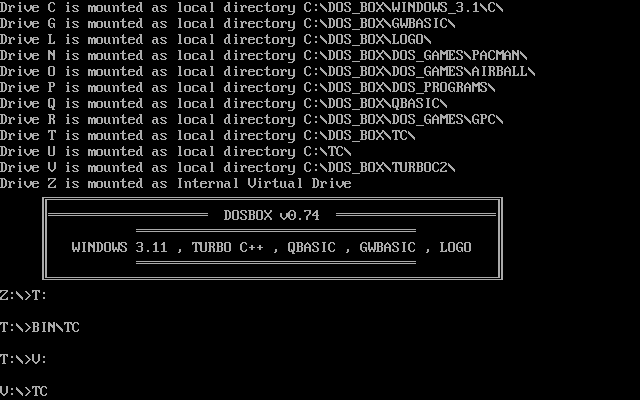 Drive C is mounted as local directory C:\DOS_BOX\WINDOWS_3.1\C\
Drive G is mounted as local directory C:\DOS_BOX\GWBASIC\
Drive L is mounted as local directory C:\DOS_BOX\LOGO\
Drive N is mounted as local directory C:\DOS_BOX\DOS_GAMES\PACMAN\
Drive O is mounted as local directory C:\DOS_BOX\DOS_GAMES\AIRBALL\
Drive P is mounted as local directory C:\DOS_BOX\DOS_PROGRAMS\
Drive Q is mounted as local directory C:\DOS_BOX\QBASIC\
Drive R is mounted as local directory C:\DOS_BOX\DOS_GAMES\GPC\
Drive T is mounted as local directory C:\DOS_BOX\TC\
Drive U is mounted as local directory C:\TC\
Drive V is mounted as local directory C:\DOS_BOX\TURBOC2\
Drive Z is mounted as Internal Virtual Drive
DOSBOX v0.74
WINDOWS 3.11 , TURBO C++ , QBASIC , GWBASIC , LOGO
Z:\>T:
T:\>BIN\TC
T:\>V:
V:\>TC